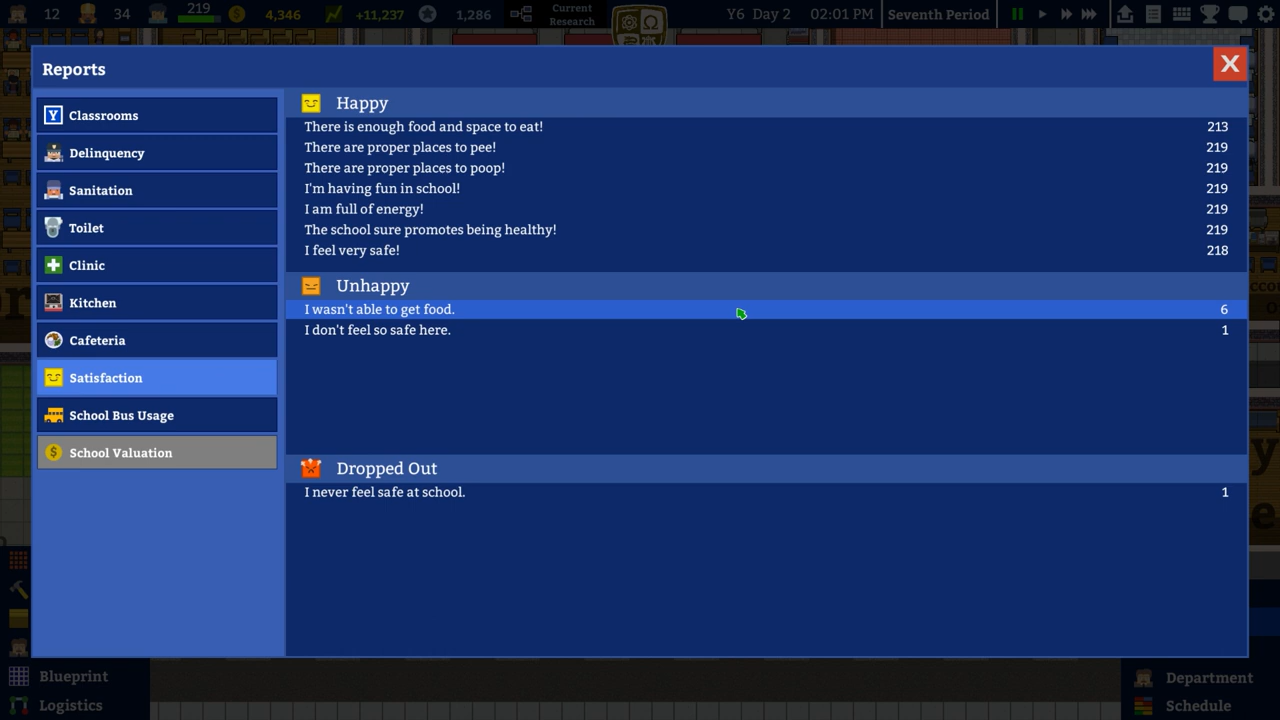 12 34 219 4,346 +11,237 1,286 Current Research Y6 Day 2 02:01 PM Seventh Period
Reports X
Classrooms
Delinquency
Sanitation
Toilet
Clinic
Kitchen
Cafeteria
Satisfaction
School Bus Usage
School Valuation
Happy
There is enough food and space to eat! 213
There are proper places to pee! 219
There are proper places to poop! 219
I'm having fun in school! 219
I am full of energy! 219
The school sure promotes being healthy! 219
I feel very safe! 218
Unhappy
I wasn't able to get food. 6
I don't feel so safe here. 1
Dropped Out
I never feel safe at school. 1
Blueprint
Logistics
Department
Schedule